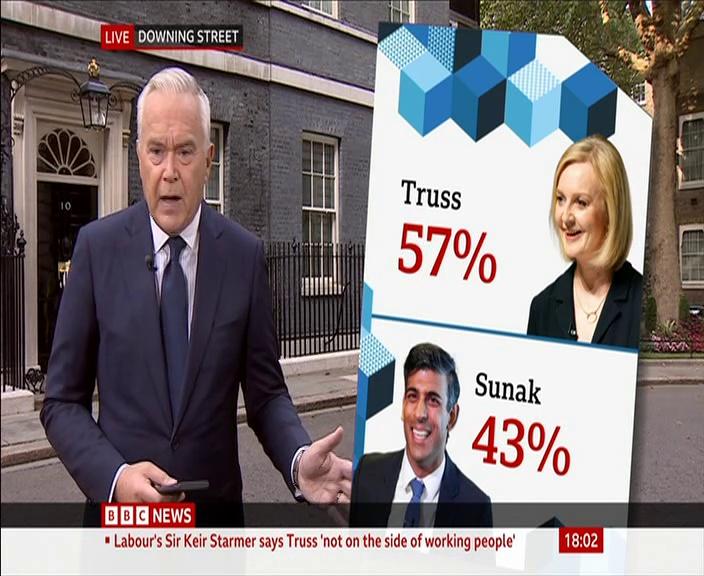 LIVE DOWNING STREET
10
Truss
57%
Sunak
43%
BBC NEWS
Labour's Sir Keir Starmer says Truss 'not on the side of working people'
18:02